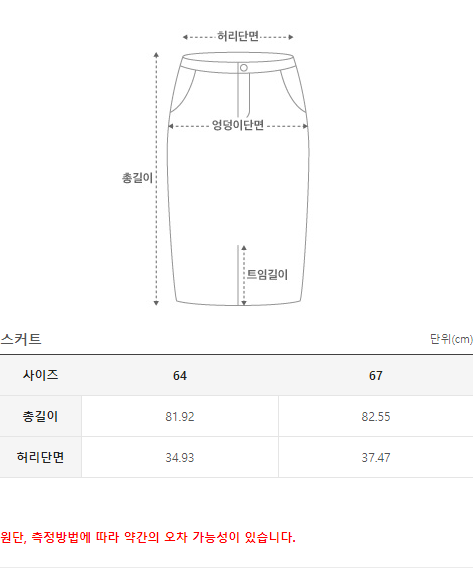 허리단면
엉덩이단면
총길이
트임길이
스커트 단위(cm)
사이즈 64 67
총길이 81.92 82.55
허리단면 34.93 37.47
원단, 측정방법에 따라 약간의 오차 가능성이 있습니다.